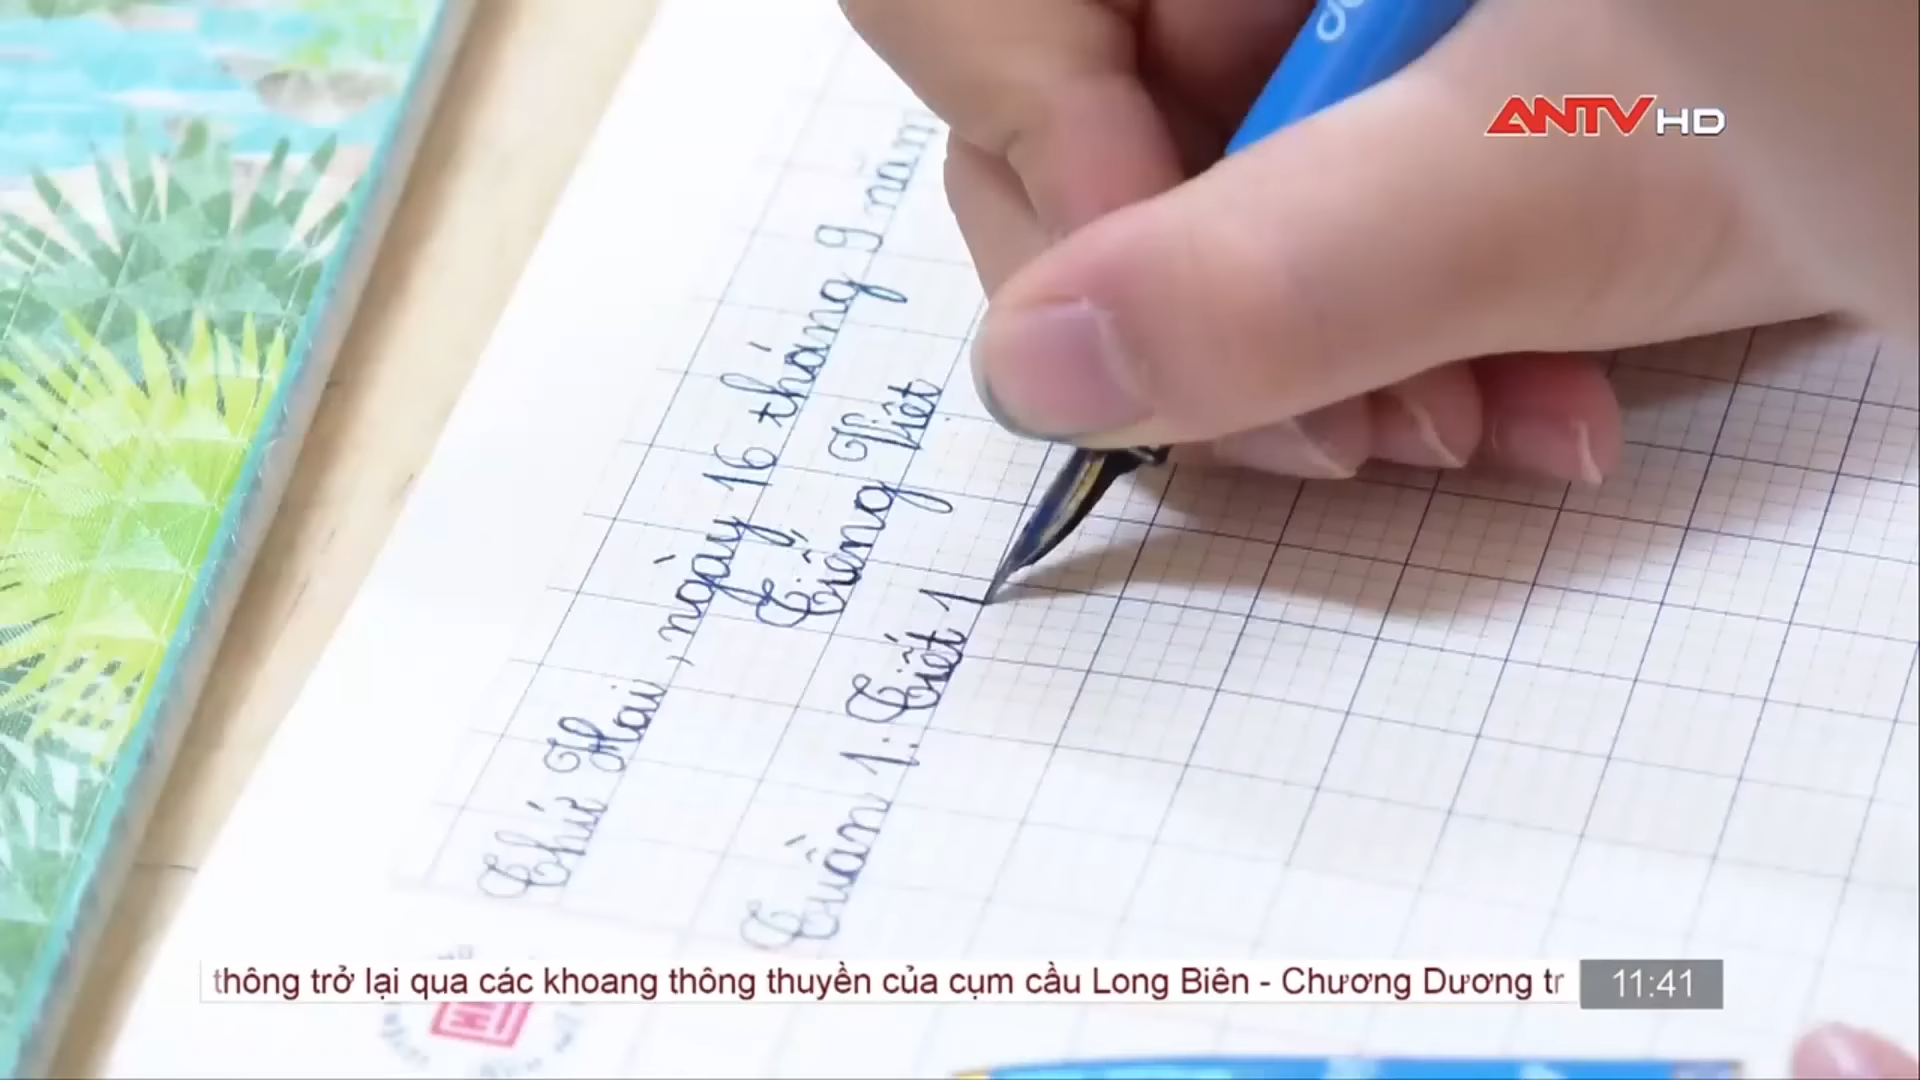 ANTV HD
Thứ Hai, ngày 16 tháng 9 năm
Tiếng Việt
Tuần 1: Tiết 1
thông trở lại qua các khoang thông thuyền của cụm cầu Long Biên - Chương Dương tr
11:41